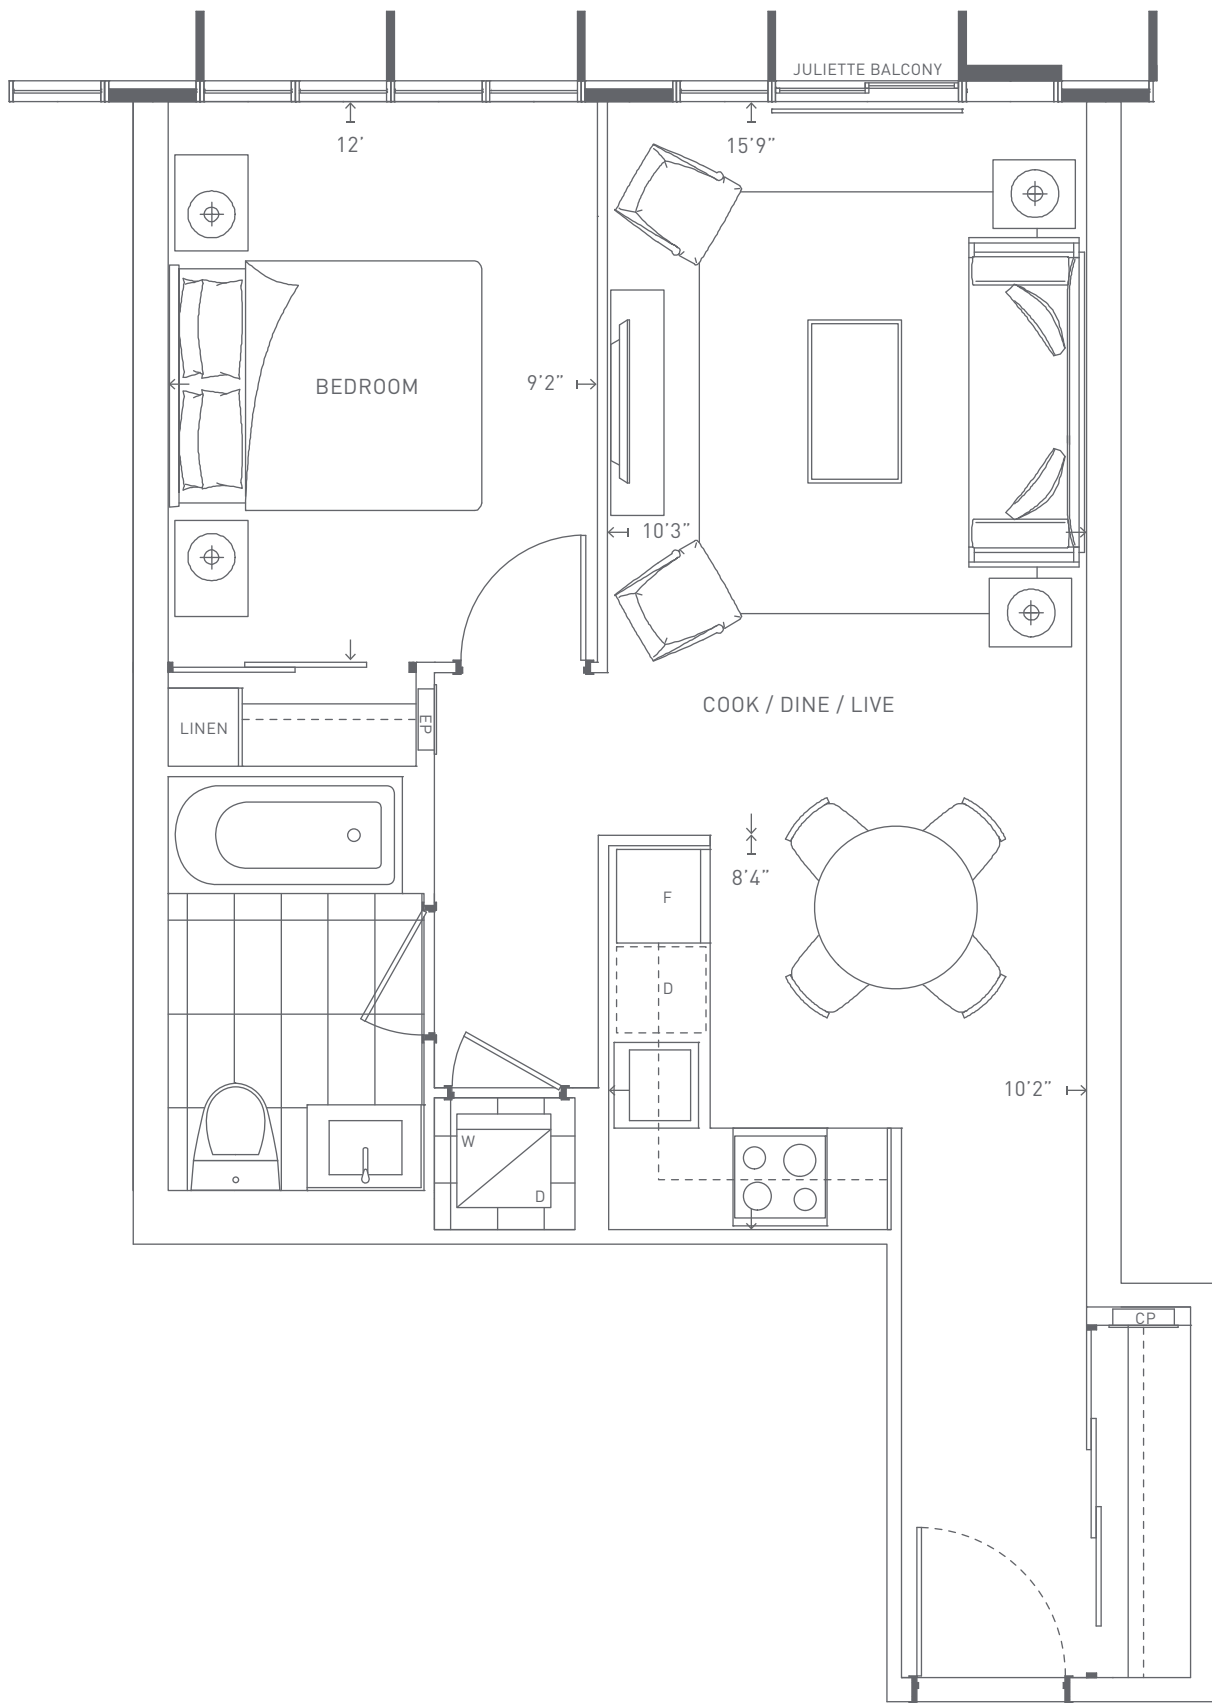 JULIETTE BALCONY
12'
15'9"
BEDROOM
9'2"
10'3"
COOK / DINE / LIVE
LINEN
EP
8'4"
F
D
10'2"
W
D
CP